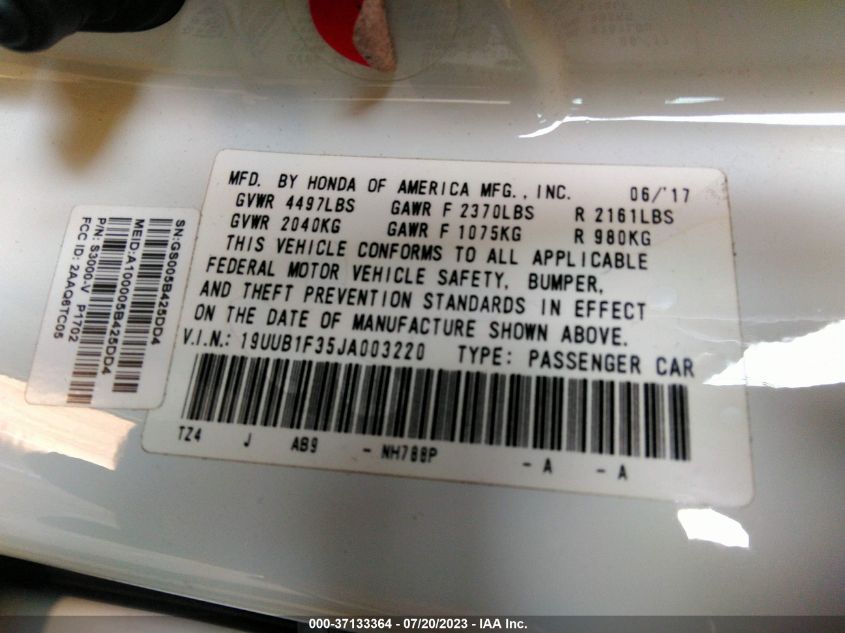 MFD. BY HONDA OF AMERICA MFG., INC. 06/'17
GVWR 4497LBS GAWR F 2370LBS R 2161LBS
GVWR 2040KG GAWR F 1075KG R 980KG
THIS VEHICLE CONFORMS TO ALL APPLICABLE
FEDERAL MOTOR VEHICLE SAFETY, BUMPER,
AND THEFT PREVENTION STANDARDS IN EFFECT
ON THE DATE OF MANUFACTURE SHOWN ABOVE.
V.I.N.: 19UUB1F35JA003220 TYPE: PASSENGER CAR
TZ4 J AB9 - NH788P - A - A
SN:GS005B425DD4
MEID:A100005B425DD4
P/N: S3000-V P1702
FCC ID: 2AAQ6TC05
000-37133364 - 07/20/2023 - IAA Inc.